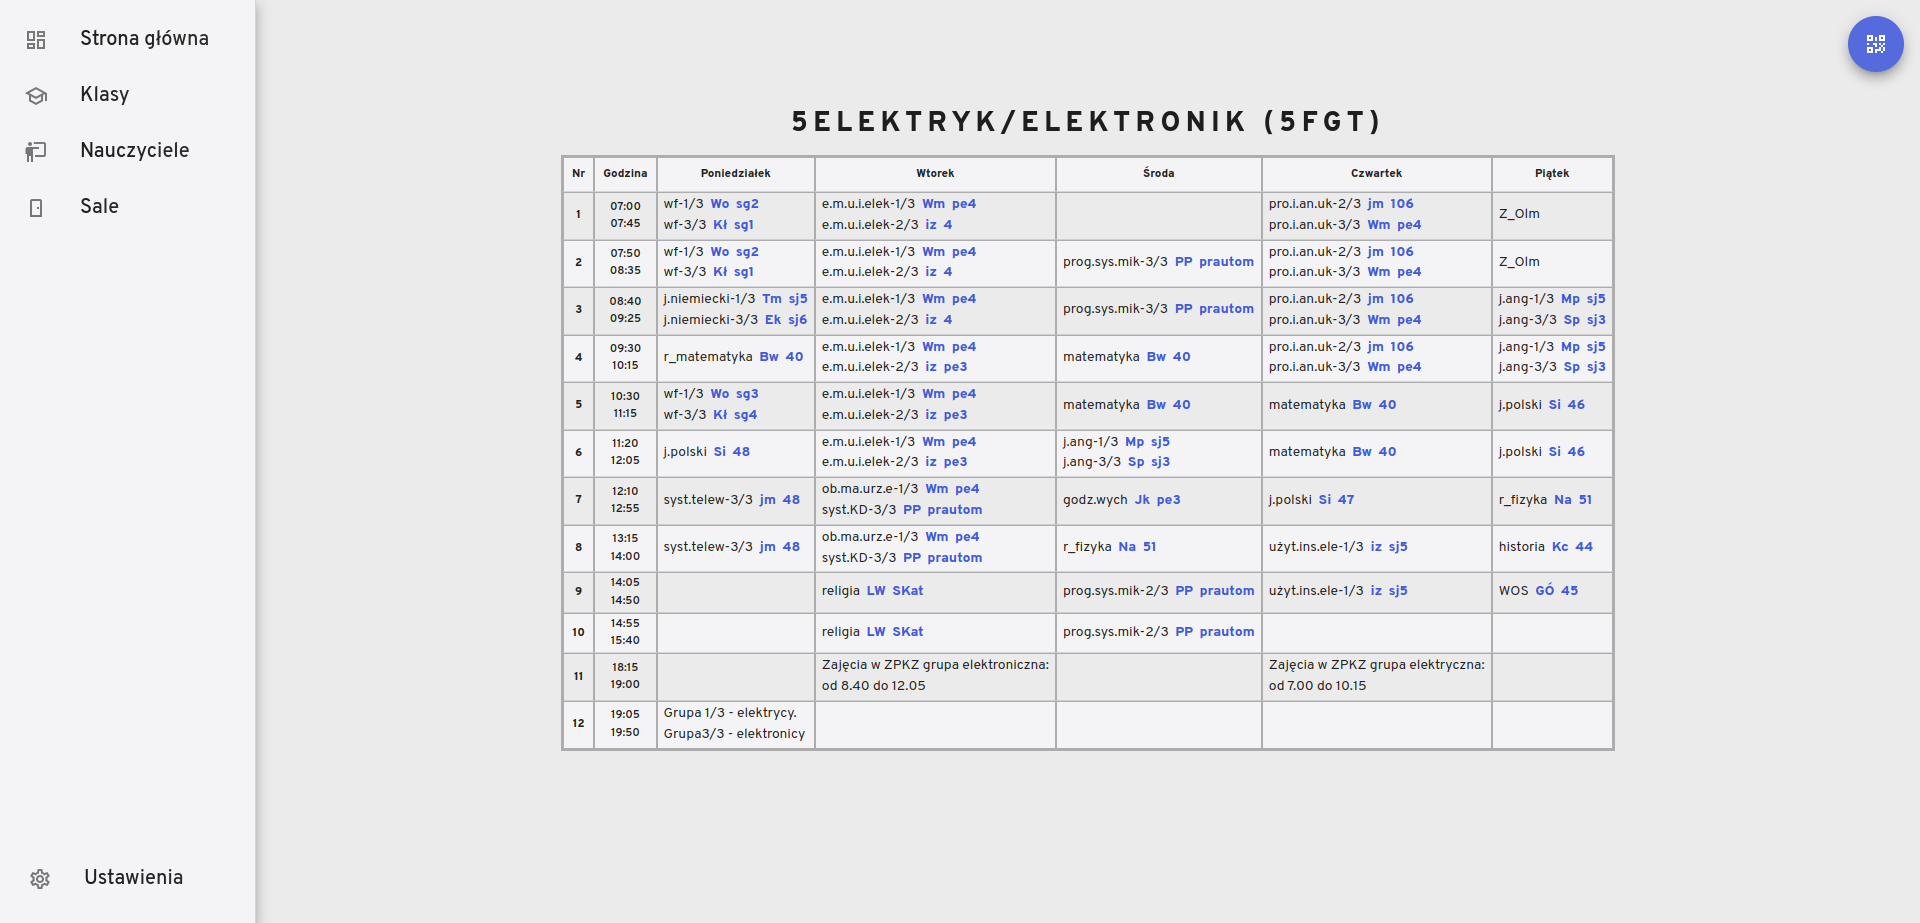 Strona główna
Klasy
Nauczyciele
Sale
Ustawienia
5ELEKTRYK/ELEKTRONIK (5FGT)
Nr Godzina Poniedziałek Wtorek Środa Czwartek Piątek
1 07:00 07:45 wf-1/3 Wo sg2 wf-3/3 Kł sg1 e.m.u.i.elek-1/3 Wm pe4 e.m.u.i.elek-2/3 iz 4 pro.i.an.uk-2/3 jm 106 pro.i.an.uk-3/3 Wm pe4 Z_Olm
2 07:50 08:35 wf-1/3 Wo sg2 wf-3/3 Kł sg1 e.m.u.i.elek-1/3 Wm pe4 e.m.u.i.elek-2/3 iz 4 prog.sys.mik-3/3 PP prautom pro.i.an.uk-2/3 jm 106 pro.i.an.uk-3/3 Wm pe4 Z_Olm
3 08:40 09:25 j.niemiecki-1/3 Tm sj5 j.niemiecki-3/3 Ek sj6 e.m.u.i.elek-1/3 Wm pe4 e.m.u.i.elek-2/3 iz 4 prog.sys.mik-3/3 PP prautom pro.i.an.uk-2/3 jm 106 pro.i.an.uk-3/3 Wm pe4 j.ang-1/3 Mp sj5 j.ang-3/3 Sp sj3
4 09:30 10:15 r_matematyka Bw 40 e.m.u.i.elek-1/3 Wm pe4 e.m.u.i.elek-2/3 iz pe3 matematyka Bw 40 pro.i.an.uk-2/3 jm 106 pro.i.an.uk-3/3 Wm pe4 j.ang-1/3 Mp sj5 j.ang-3/3 Sp sj3
5 10:30 11:15 wf-1/3 Wo sg3 wf-3/3 Kł sg4 e.m.u.i.elek-1/3 Wm pe4 e.m.u.i.elek-2/3 iz pe3 matematyka Bw 40 matematyka Bw 40 j.polski Si 46
6 11:20 12:05 j.polski Si 48 e.m.u.i.elek-1/3 Wm pe4 e.m.u.i.elek-2/3 iz pe3 j.ang-1/3 Mp sj5 j.ang-3/3 Sp sj3 matematyka Bw 40 j.polski Si 46
7 12:10 12:55 syst.telew-3/3 jm 48 ob.ma.urz.e-1/3 Wm pe4 syst.KD-3/3 PP prautom godz.wych Jk pe3 j.polski Si 47 r_fizyka Na 51
8 13:15 14:00 syst.telew-3/3 jm 48 ob.ma.urz.e-1/3 Wm pe4 syst.KD-3/3 PP prautom r_fizyka Na 51 użyt.ins.ele-1/3 iz sj5 historia Kc 44
9 14:05 14:50 religia LW SKat prog.sys.mik-2/3 PP prautom użyt.ins.ele-1/3 iz sj5 WOS GÓ 45
10 14:55 15:40 religia LW SKat prog.sys.mik-2/3 PP prautom
11 18:15 19:00 Zajęcia w ZPKZ grupa elektroniczna: od 8.40 do 12.05 Zajęcia w ZPKZ grupa elektryczna: od 7.00 do 10.15
12 19:05 19:50 Grupa 1/3 - elektrycy. Grupa3/3 - elektronicy